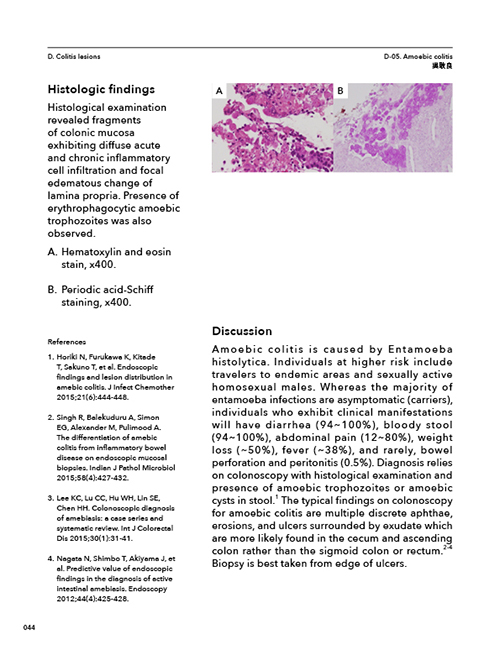 D. Colitis lesions
D-05. Amoebic colitis
馮敬良
Histologic findings
Histological examination
revealed fragments
of colonic mucosa
exhibiting diffuse acute
and chronic inflammatory
cell infiltration and focal
edematous change of
lamina propria. Presence of
erythrophagocytic amoebic
trophozoites was also
observed.
A. Hematoxylin and eosin
stain, x400.
B. Periodic acid-Schiff
staining, x400.
A
B
References
1. Horiki N, Furukawa K, Kitade
T, Sakuno T, et al. Endoscopic
findings and lesion distribution in
amebic colitis. J Infect Chemother
2015;21(6):444-448.
2. Singh R, Balekuduru A, Simon
EG, Alexander M, Pulimood A.
The differentiation of amebic
colitis from inflammatory bowel
disease on endoscopic mucosal
biopsies. Indian J Pathol Microbiol
2015;58(4):427-432.
3. Lee KC, Lu CC, Hu WH, Lin SE,
Chen HH. Colonoscopic diagnosis
of amebiasis: a case series and
systematic review. Int J Colorectal
Dis 2015;30(1):31-41.
4. Nagata N, Shimbo T, Akiyama J, et
al. Predictive value of endoscopic
findings in the diagnosis of active
intestinal amebiasis. Endoscopy
2012;44(4):425-428.
Discussion
Amoebic colitis is caused by Entamoeba
histolytica. Individuals at higher risk include
travelers to endemic areas and sexually active
homosexual males. Whereas the majority of
entamoeba infections are asymptomatic (carriers),
individuals who exhibit clinical manifestations
will have diarrhea (94~100%), bloody stool
(94~100%), abdominal pain (12~80%), weight
loss (~50%), fever (~38%), and rarely, bowel
perforation and peritonitis (0.5%). Diagnosis relies
on colonoscopy with histological examination and
presence of amoebic trophozoites or amoebic
cysts in stool.1 The typical findings on colonoscopy
for amoebic colitis are multiple discrete aphthae,
erosions, and ulcers surrounded by exudate which
are more likely found in the cecum and ascending
colon rather than the sigmoid colon or rectum.2-4
Biopsy is best taken from edge of ulcers.
044